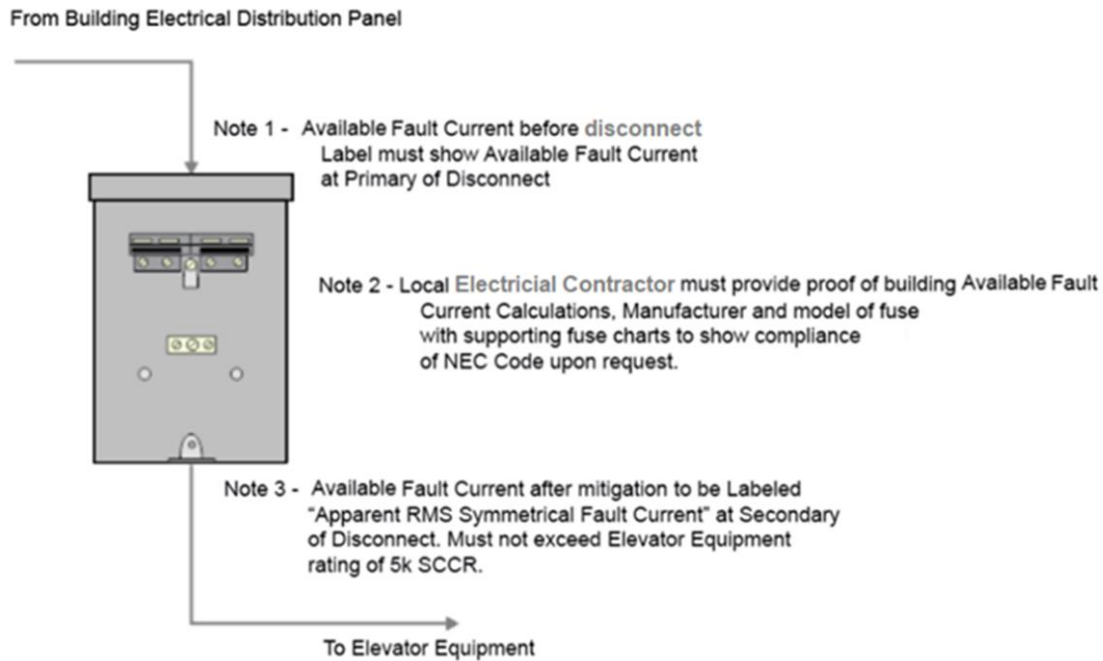 From Building Electrical Distribution Panel
Note 1 - Available Fault Current before disconnect
Label must show Available Fault Current
at Primary of Disconnect
Note 2 - Local Electricial Contractor must provide proof of building Available Fault
Current Calculations, Manufacturer and model of fuse
with supporting fuse charts to show compliance
of NEC Code upon request.
Note 3 - Available Fault Current after mitigation to be Labeled
“Apparent RMS Symmetrical Fault Current” at Secondary
of Disconnect. Must not exceed Elevator Equipment
rating of 5k SCCR.
To Elevator Equipment